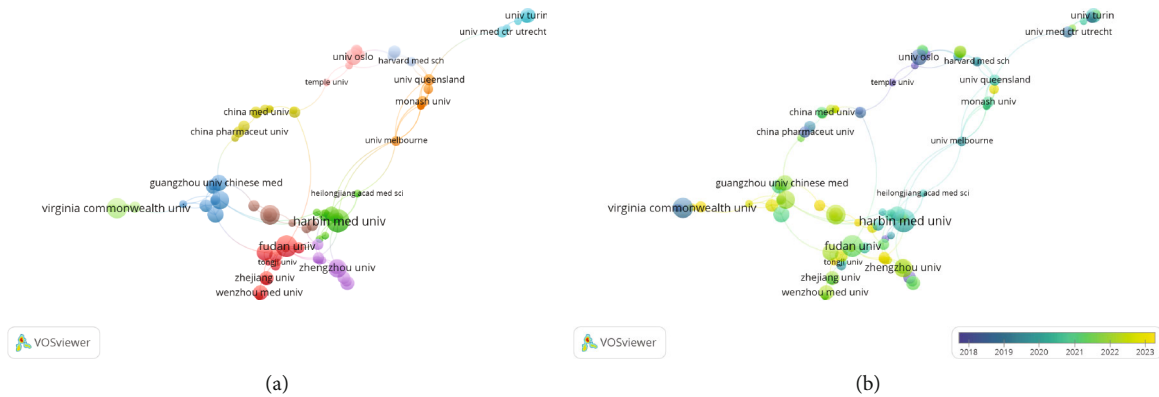 univ turin
univ med ctr utrecht
univ oslo
harvard med sch
temple univ
univ queensland
monash univ
china med univ
china pharmaceut univ
univ melbourne
guangzhou univ chinese med
heilongjiang acad med sci
virginia commonwealth univ
harbin med univ
fudan univ
tongji univ
zhengzhou univ
zhejiang univ
wenzhou med univ
VOSviewer
(a)
univ turin
univ med ctr utrecht
univ oslo
harvard med sch
temple univ
univ queensland
monash univ
china med univ
china pharmaceut univ
univ melbourne
guangzhou univ chinese med
heilongjiang acad med sci
virginia commonwealth univ
harbin med univ
fudan univ
tongji univ
zhengzhou univ
zhejiang univ
wenzhou med univ
VOSviewer
2018 2019 2020 2021 2022 2023
(b)